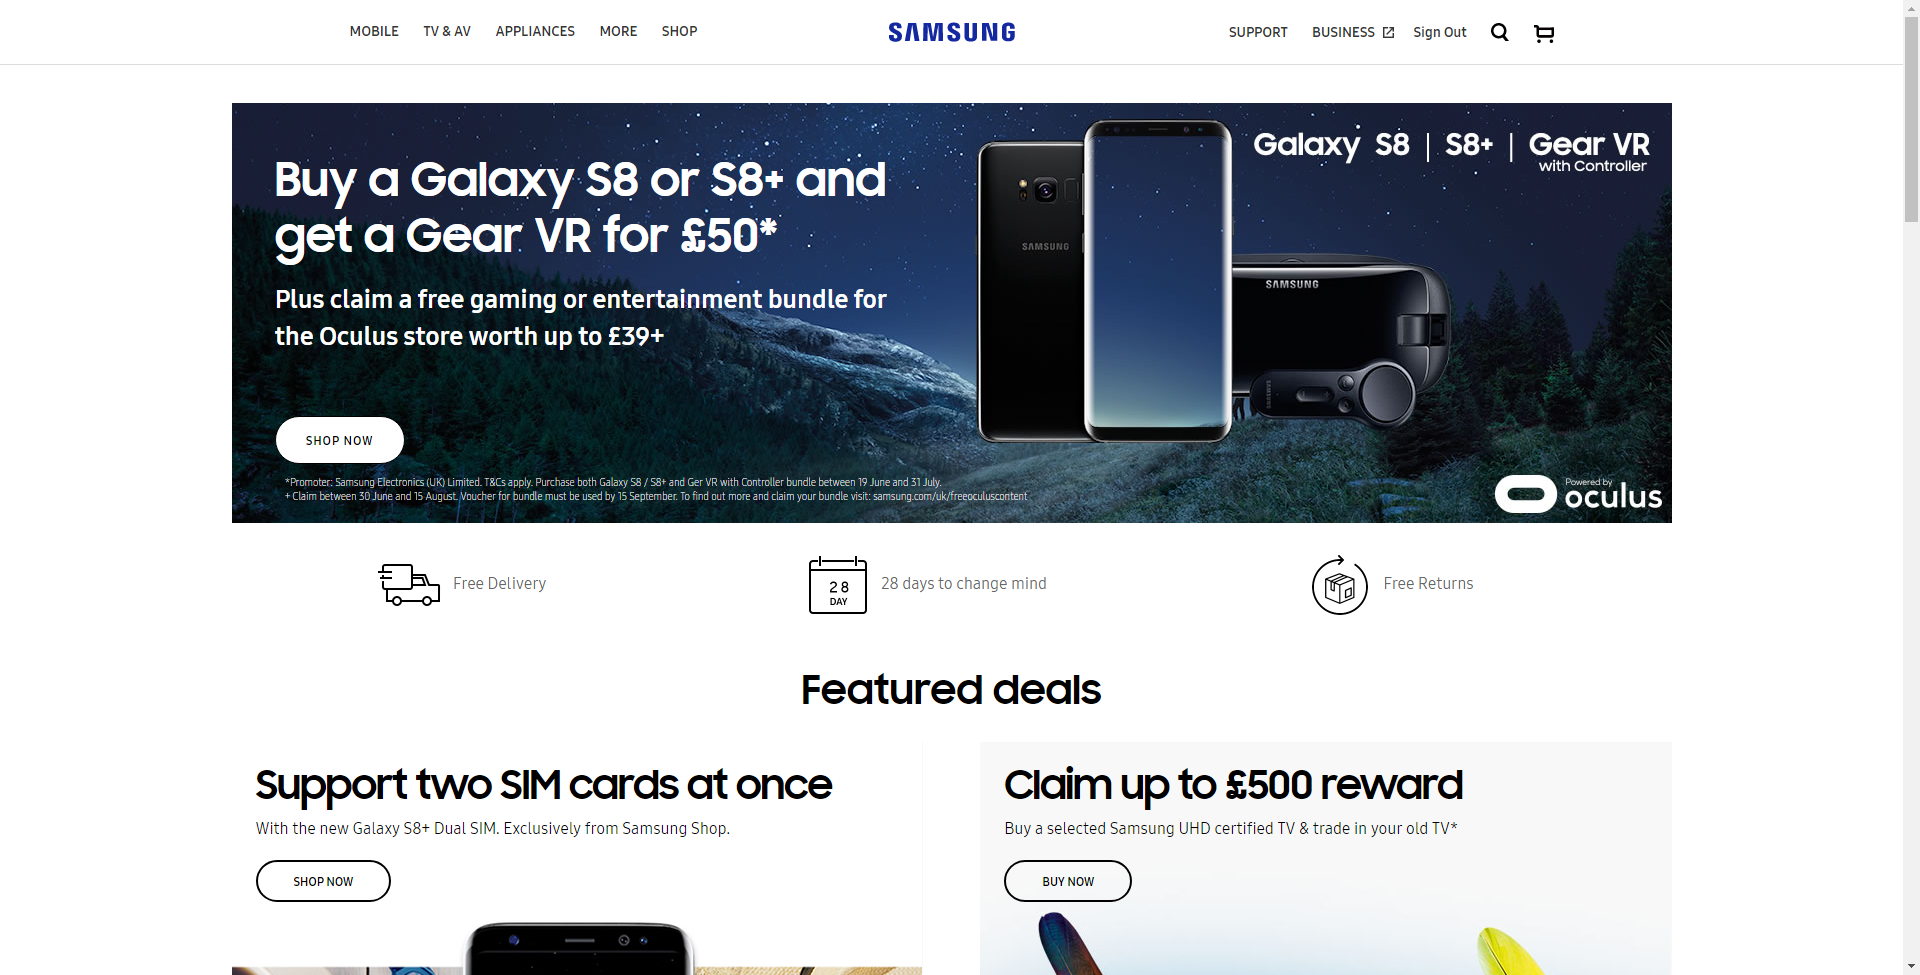 MOBILE TV & AV APPLIANCES MORE SHOP SAMSUNG SUPPORT BUSINESS Sign Out
Galaxy S8 | S8+ | Gear VR
with Controller
Buy a Galaxy S8 or S8+ and
get a Gear VR for £50*
Plus claim a free gaming or entertainment bundle for
the Oculus store worth up to £39+
SAMSUNG
SAMSUNG
SAMSUNG
SHOP NOW
*Promoter: Samsung Electronics (UK) Limited. T&Cs apply. Purchase both Galaxy S8 / S8+ and Ger VR with Controller bundle between 19 June and 31 July.
+ Claim between 30 June and 15 August. Voucher for bundle must be used by 15 September. To find out more and claim your bundle visit: samsung.com/uk/freeoculuscontent
Powered by
oculus
Free Delivery
28
DAY
28 days to change mind
Free Returns
Featured deals
Support two SIM cards at once
With the new Galaxy S8+ Dual SIM. Exclusively from Samsung Shop.
SHOP NOW
Claim up to £500 reward
Buy a selected Samsung UHD certified TV & trade in your old TV*
BUY NOW